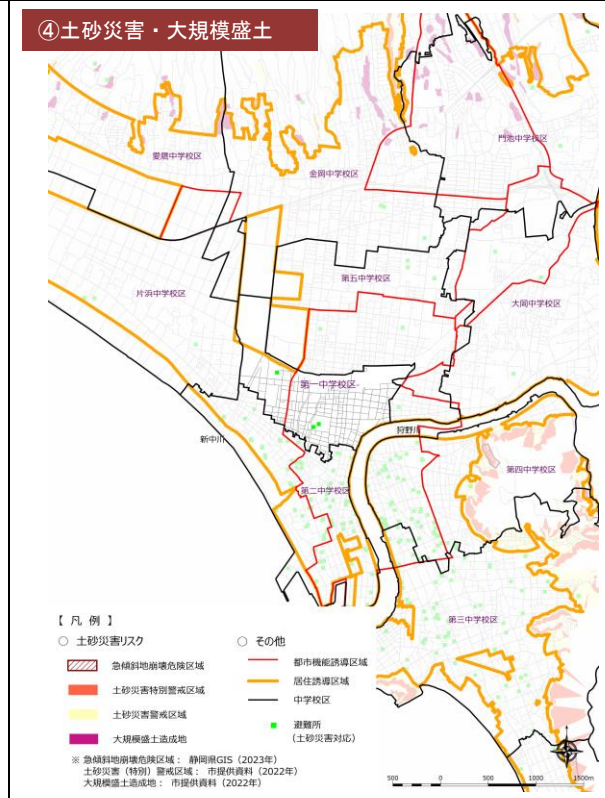 ④土砂災害・大規模盛土
門池中学校区
愛鷹中学校区
金岡中学校区
第五中学校区
片浜中学校区
大岡中学校区
第一中学校区
新中川
狩野川
第四中学校区
第二中学校区
第三中学校区
【 凡 例 】
○ 土砂災害リスク
急傾斜地崩壊危険区域
土砂災害特別警戒区域
土砂災害警戒区域
大規模盛土造成地
○ その他
都市機能誘導区域
居住誘導区域
中学校区
避難所
(土砂災害対応)
※ 急傾斜地崩壊危険区域： 静岡県GIS（2023年）
土砂災害（特別）警戒区域： 市提供資料（2022年）
大規模盛土造成地： 市提供資料（2022年）
500 0 500 1000 1500m